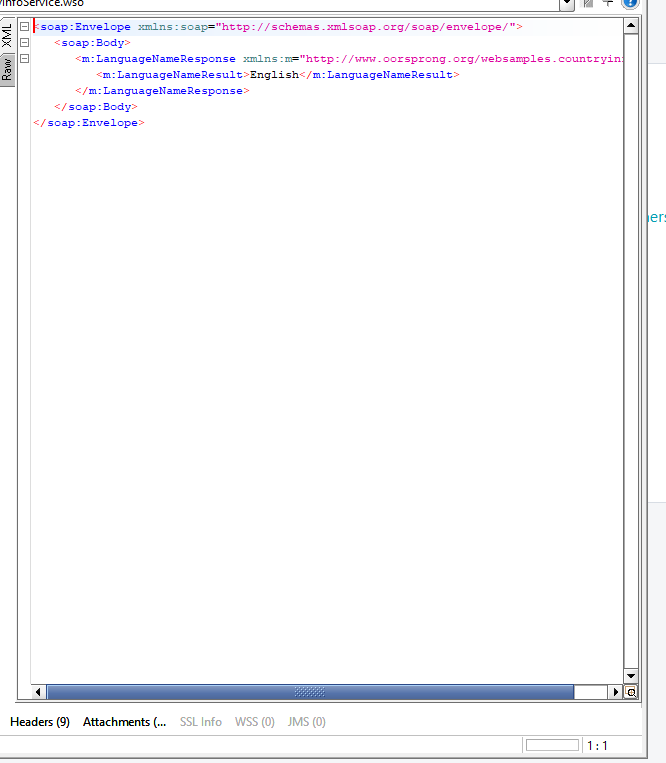 /InfoService.wso
XML
Raw
<soap:Envelope xmlns:soap="http://schemas.xmlsoap.org/soap/envelope/">
<soap:Body>
<m:LanguageNameResponse xmlns:m="http://www.oorsprong.org/websamples.countryin
<m:LanguageNameResult>English</m:LanguageNameResult>
</m:LanguageNameResponse>
</soap:Body>
</soap:Envelope>
Headers (9) Attachments (... SSL Info WSS (0) JMS (0)
1 : 1